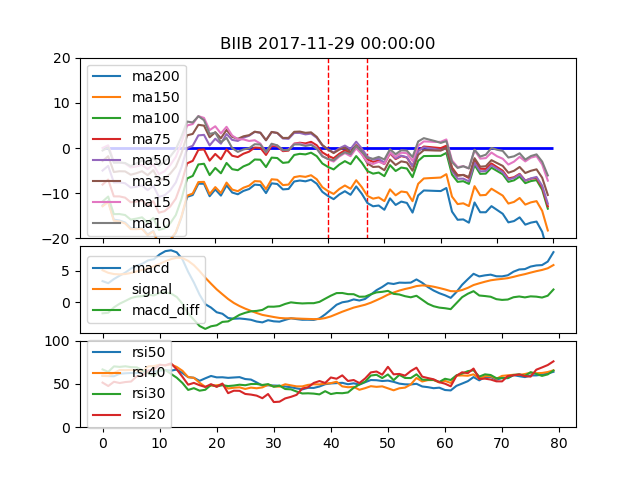 BIIB 2017-11-29 00:00:00
20
10
0
−10
−20
ma200
ma150
ma100
ma75
ma50
ma35
ma15
ma10
5
0
macd
signal
macd_diff
100
50
0
rsi50
rsi40
rsi30
rsi20
0 10 20 30 40 50 60 70 80